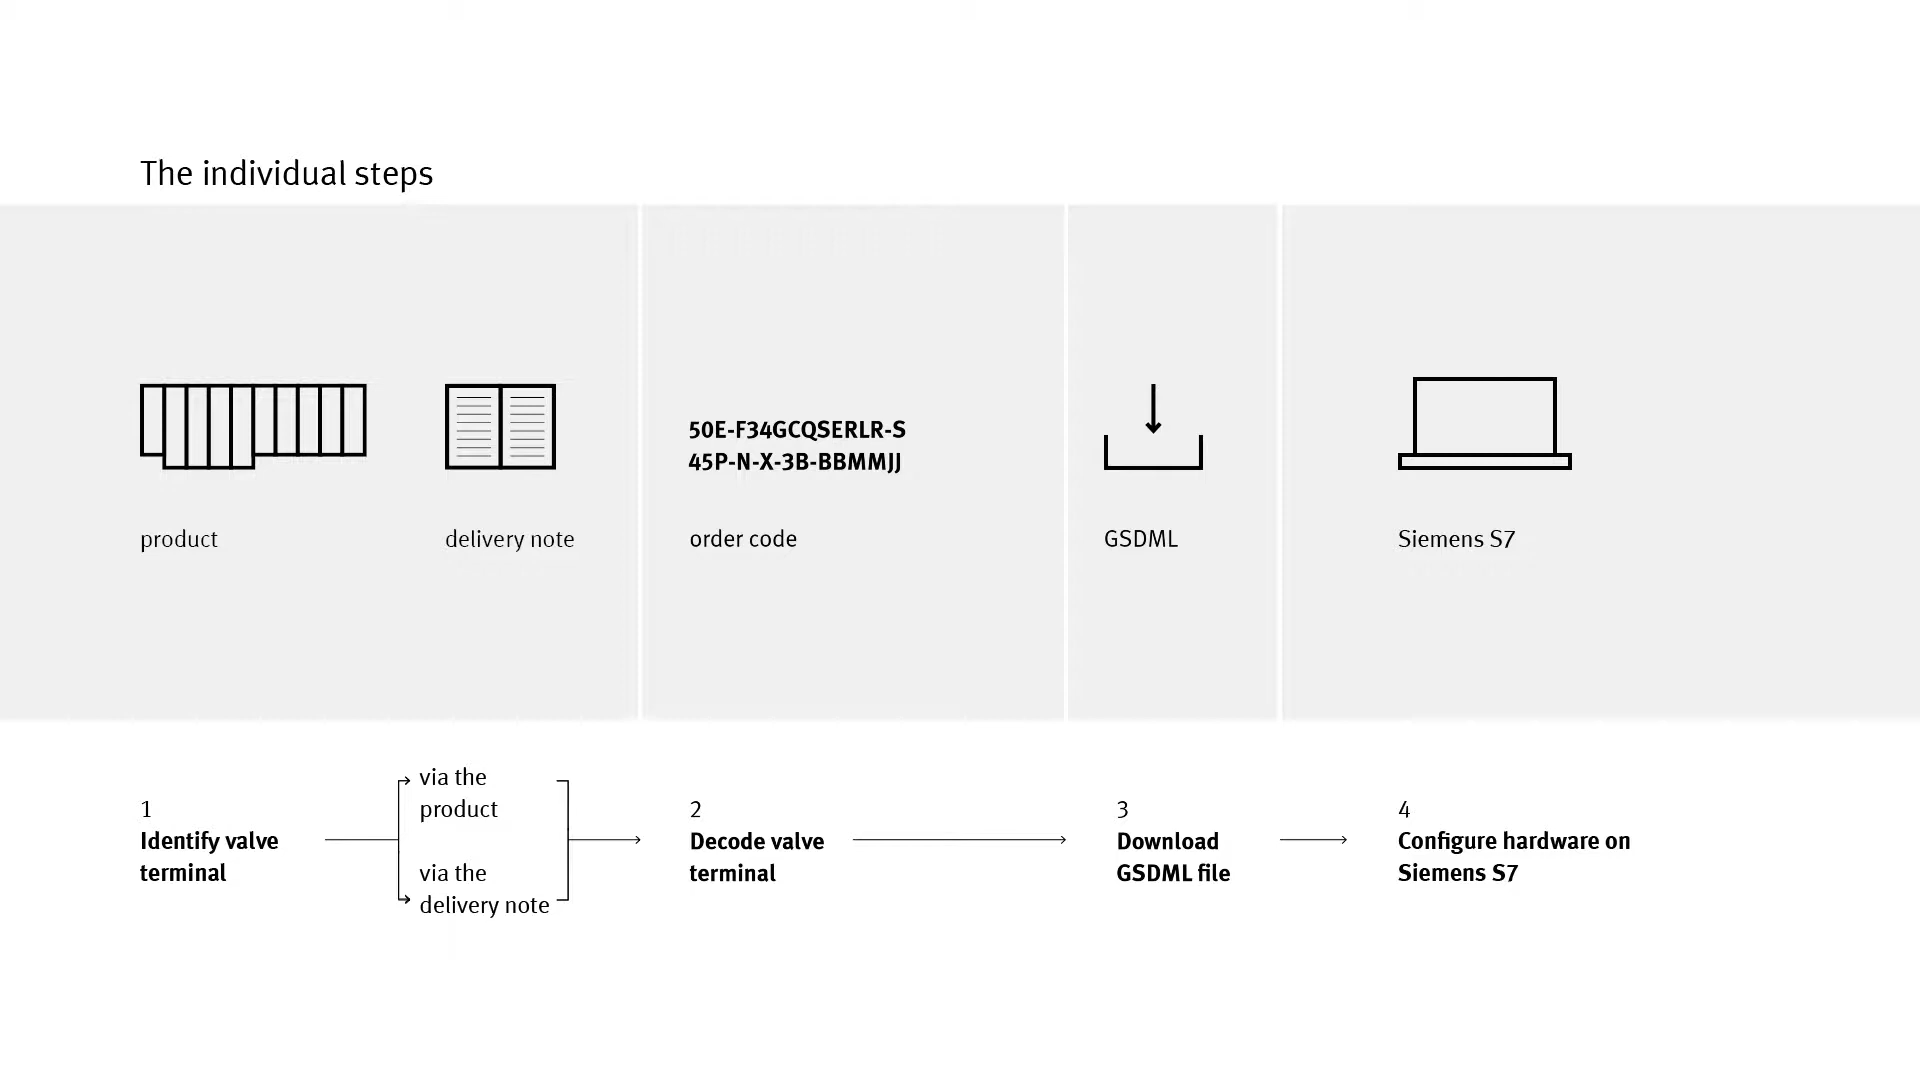 The individual steps
product
delivery note
50E-F34GCQSERLR-S
45P-N-X-3B-BBMMJJ
order code
GSDML
Siemens S7
1
Identify valve
terminal
via the
product
via the
delivery note
2
Decode valve
terminal
3
Download
GSDML file
4
Configure hardware on
Siemens S7